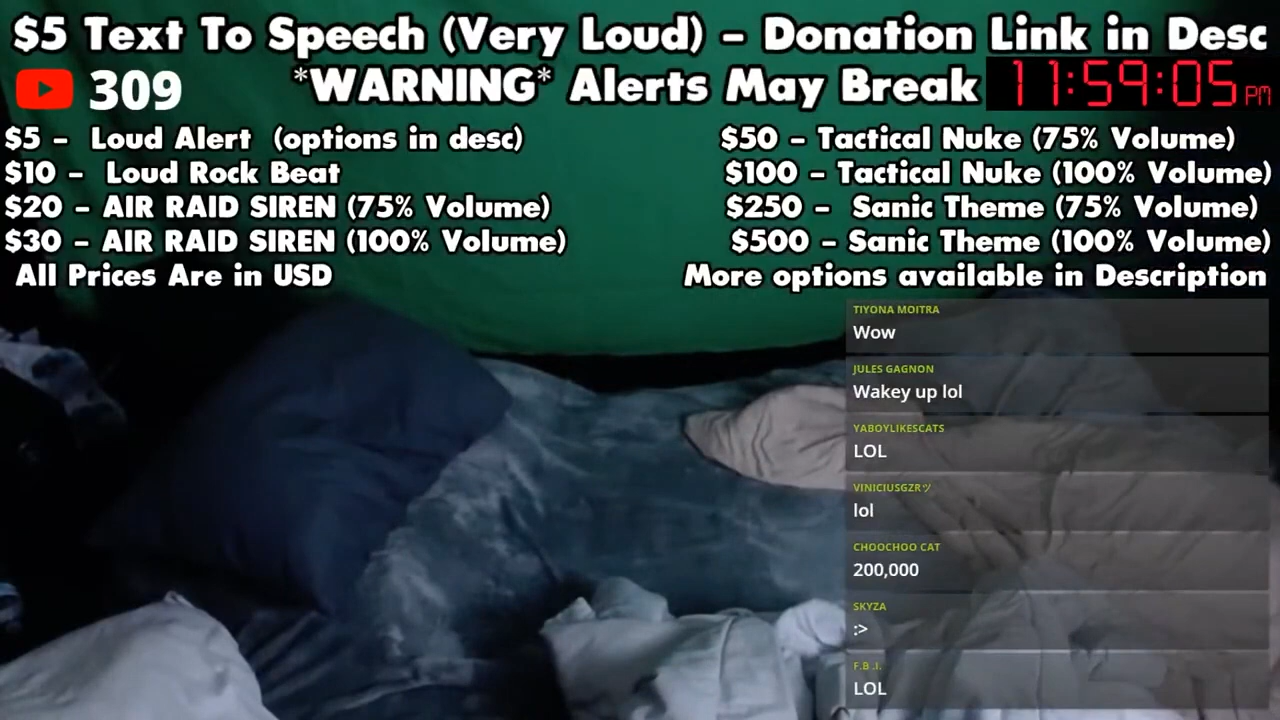 $5 Text To Speech (Very Loud) - Donation Link in Desc
309
*WARNING* Alerts May Break
11:59:05 PM
$5 - Loud Alert (options in desc)
$10 - Loud Rock Beat
$20 - AIR RAID SIREN (75% Volume)
$30 - AIR RAID SIREN (100% Volume)
All Prices Are in USD
$50 - Tactical Nuke (75% Volume)
$100 - Tactical Nuke (100% Volume)
$250 - Sanic Theme (75% Volume)
$500 - Sanic Theme (100% Volume)
More options available in Description
TIYONA MOITRA
Wow
JULES GAGNON
Wakey up lol
YABOYLIKESCATS
LOL
VINICIUSGZRツ
lol
CHOOCHOO CAT
200,000
SKYZA
:>
F.B.I.
LOL